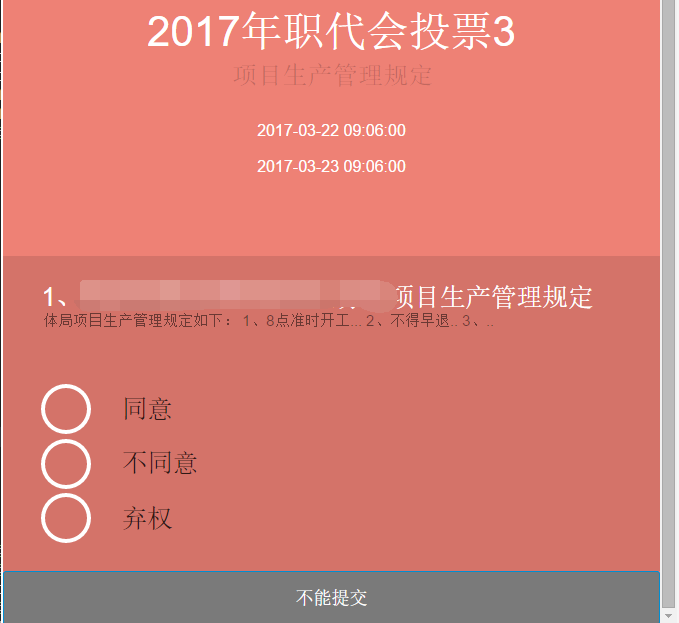 2017年职代会投票3
项目生产管理规定
2017-03-22 09:06:00
2017-03-23 09:06:00
1、项目生产管理规定
体局项目生产管理规定如下： 1、8点准时开工... 2、不得早退.. 3、..
同意
不同意
弃权
不能提交